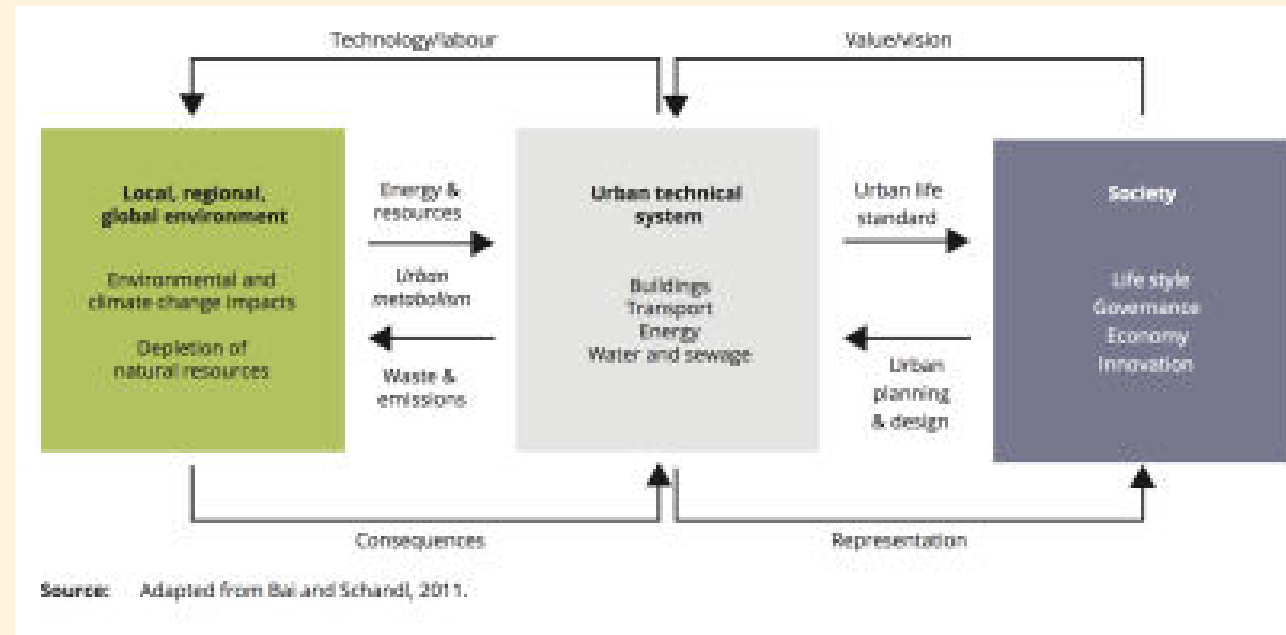 Technology/labour
Value/vision
Local, regional,
global environment
Environmental and
climate change impacts
Depletion of
natural resources
Energy &
resources
Urban
metabolism
Waste &
emissions
Urban technical
system
Buildings
Transport
Energy
Water and sewage
Urban life
standard
Urban
planning
& design
Society
Life style
Governance
Economy
Innovation
Consequences
Representation
Source: Adapted from Bai and Schandl, 2011.